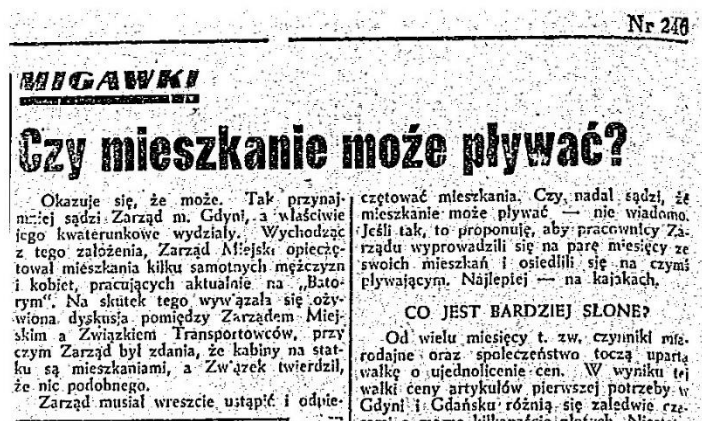 Nr 246
MIGAWKI
Czy mieszkanie może pływać?
Okazuje się, że może. Tak przynaj-
mniej sądzi Zarząd m. Gdyni, a właściwie
jego kwaterunkowe wydziały. Wychodząc
z tego założenia, Zarząd Miejski opieczę-
tował mieszkania kilku samotnych mężczyzn
i kobiet, pracujących aktualnie na „Bato-
rym". Na skutek tego wywiązała się oży-
wiona dyskusja pomiędzy Zarządem Miej-
skim a Związkiem Transportowców, przy
czym Zarząd był zdania, że kabiny na stat-
ku są mieszkaniami, a Związek twierdził,
że nic podobnego.
Zarząd musiał wreszcie ustąpić i odpie-
czętować mieszkania. Czy nadal sądzi, że
mieszkanie może pływać — nie wiadomo.
Jeśli tak, to proponuję, aby pracownicy Za-
rządu wyprowadzili się na parę miesięcy ze
swoich mieszkań i osiedlili się na czymś
pływającym. Najlepiej — na kajakach.
CO JEST BARDZIEJ SŁONE?
Od wielu miesięcy t. zw. czynniki mia-
rodajne oraz społeczeństwo toczą upartą
walkę o ujednolicenie cen. W wyniku tej
walki ceny artykułów pierwszej potrzeby w
Gdyni i Gdańsku różnią się zaledwie cza-